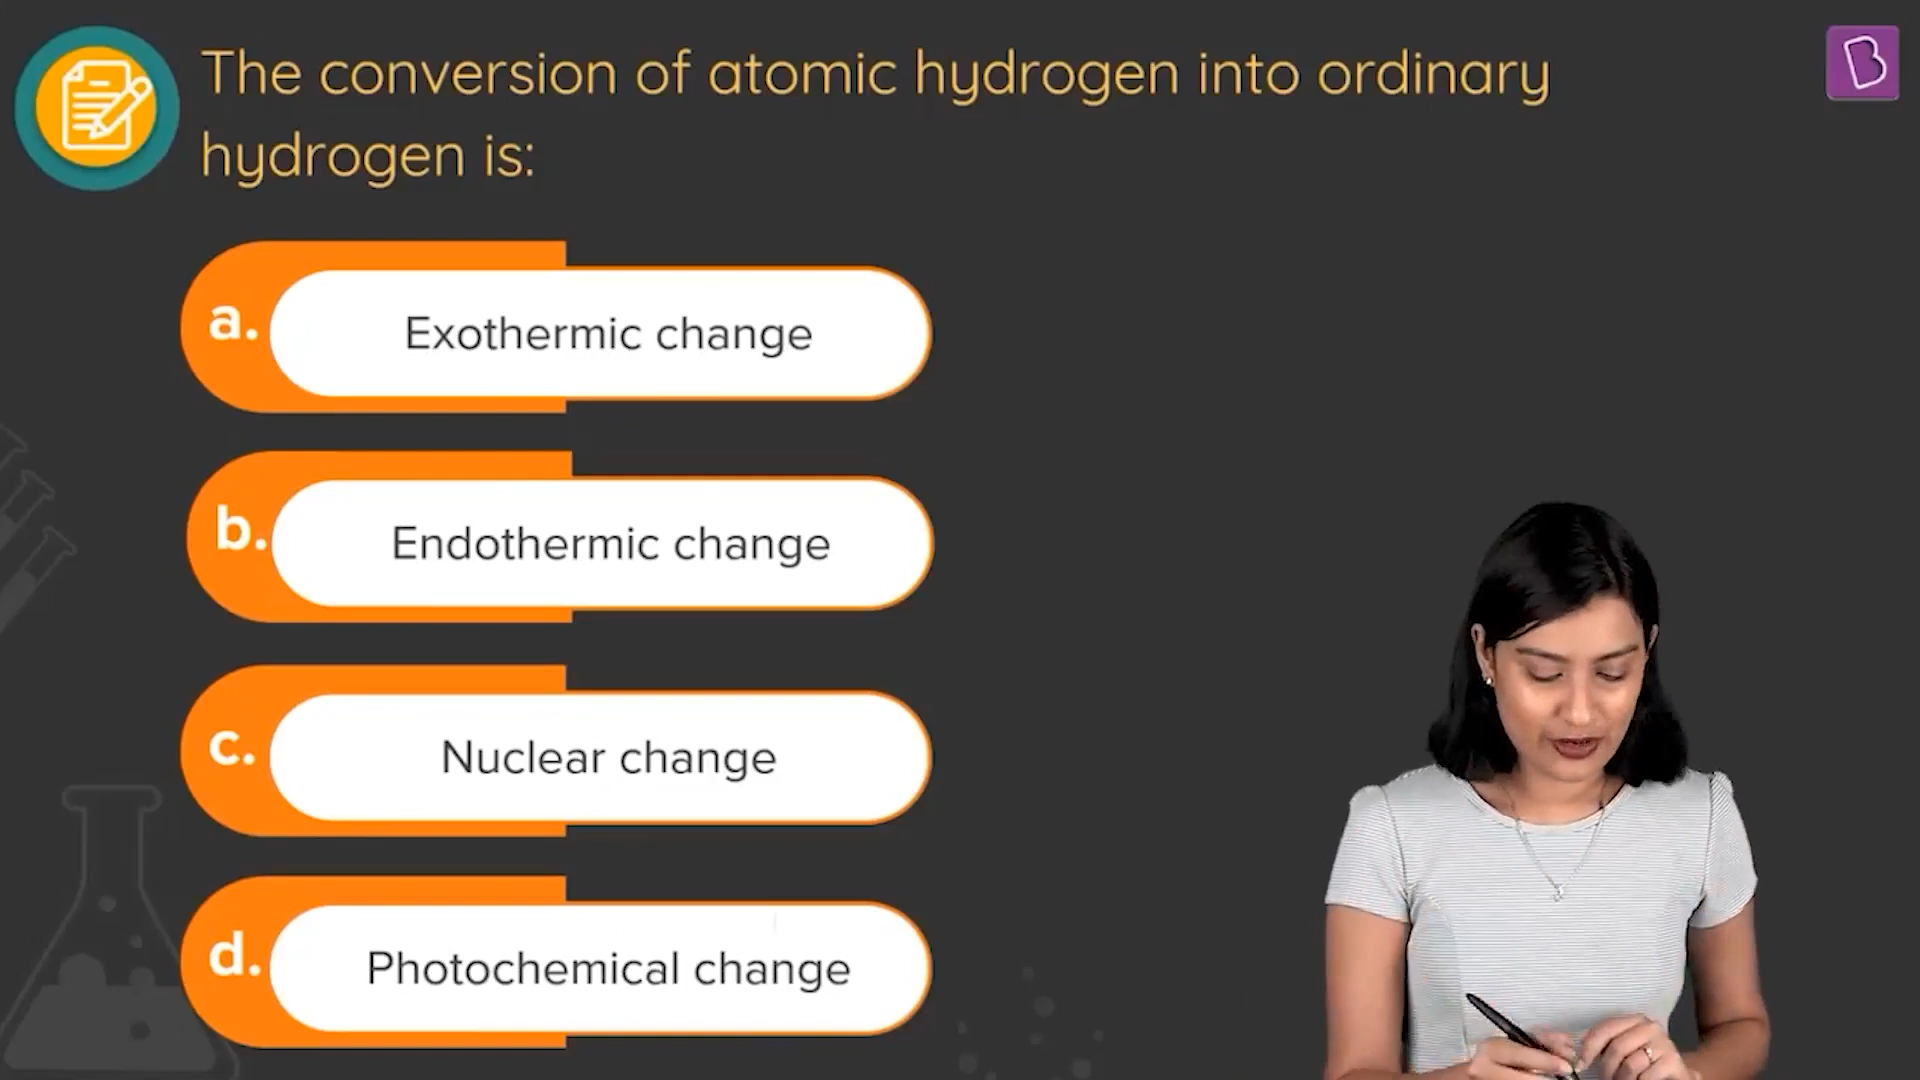 The conversion of atomic hydrogen into ordinary
hydrogen is:
a. Exothermic change
b. Endothermic change
c. Nuclear change
d. Photochemical change